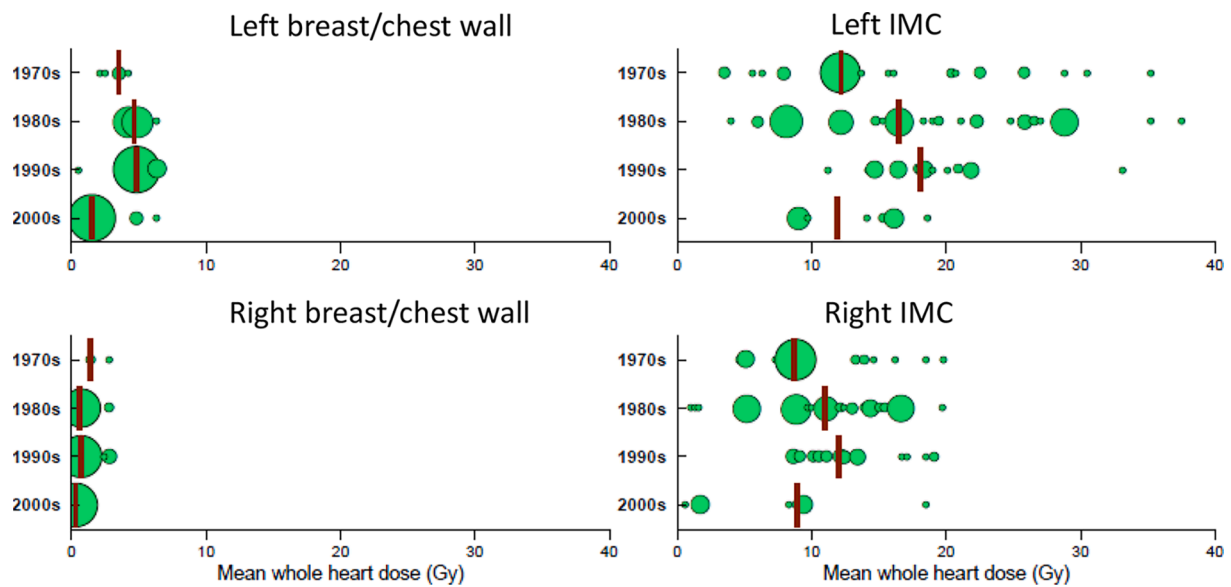 Left breast/chest wall
1970s
1980s
1990s
2000s
0 10 20 30 40
Left IMC
1970s
1980s
1990s
2000s
0 10 20 30 40
Right breast/chest wall
1970s
1980s
1990s
2000s
0 10 20 30 40
Mean whole heart dose (Gy)
Right IMC
1970s
1980s
1990s
2000s
0 10 20 30 40
Mean whole heart dose (Gy)